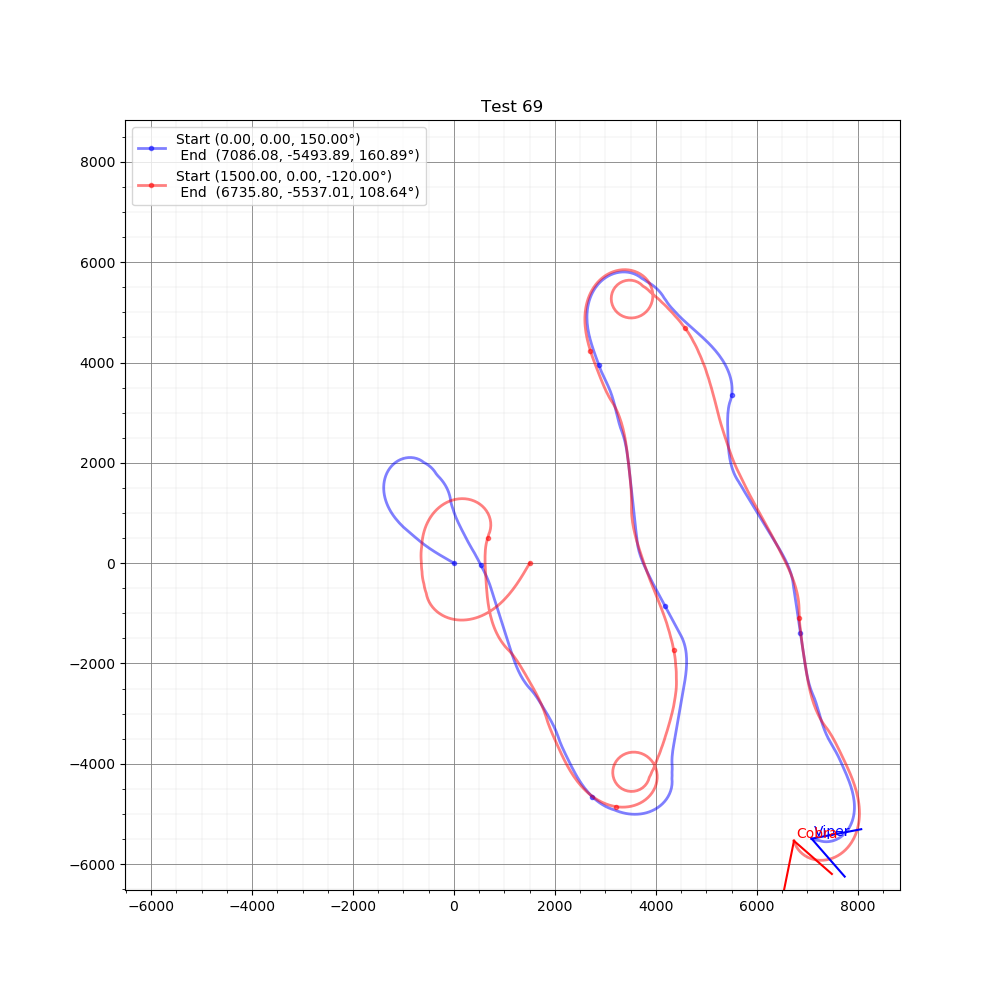 Test 69
Start (0.00, 0.00, 150.00°)
End (7086.08, -5493.89, 160.89°)
Start (1500.00, 0.00, -120.00°)
End (6735.80, -5537.01, 108.64°)
8000
6000
4000
2000
0
−2000
−4000
−6000
Cobra Viper
−6000 −4000 −2000 0 2000 4000 6000 8000